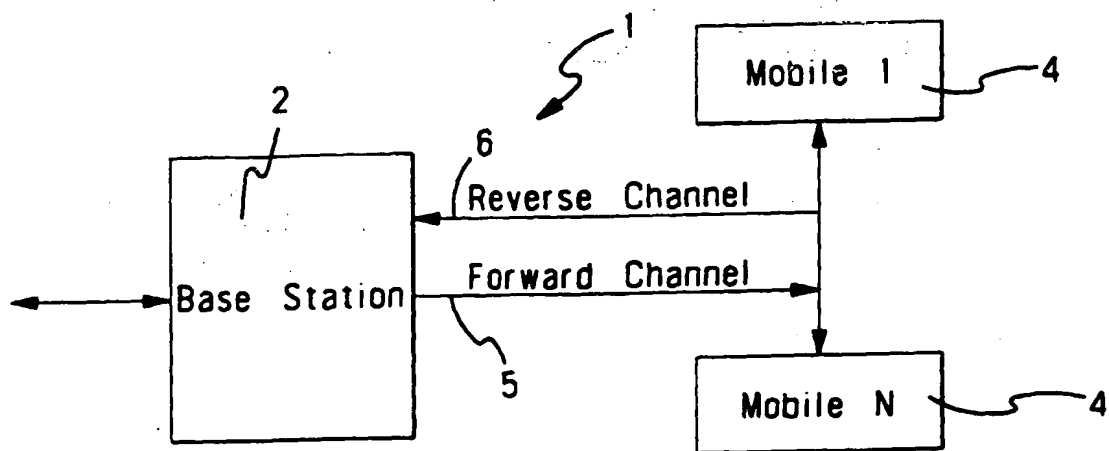 1
Mobile 1
4
2
6
Reverse Channel
Forward Channel
Base Station
5
Mobile N
4